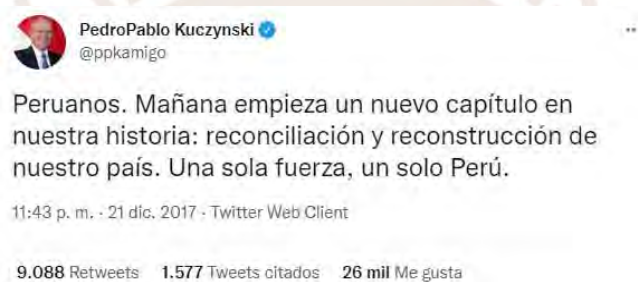 PedroPablo Kuczynski
@ppkamigo
Peruanos. Mañana empieza un nuevo capítulo en
nuestra historia: reconciliación y reconstrucción de
nuestro país. Una sola fuerza, un solo Perú.
11:43 p. m. · 21 dic. 2017 · Twitter Web Client
9.088 Retweets 1.577 Tweets citados 26 mil Me gusta